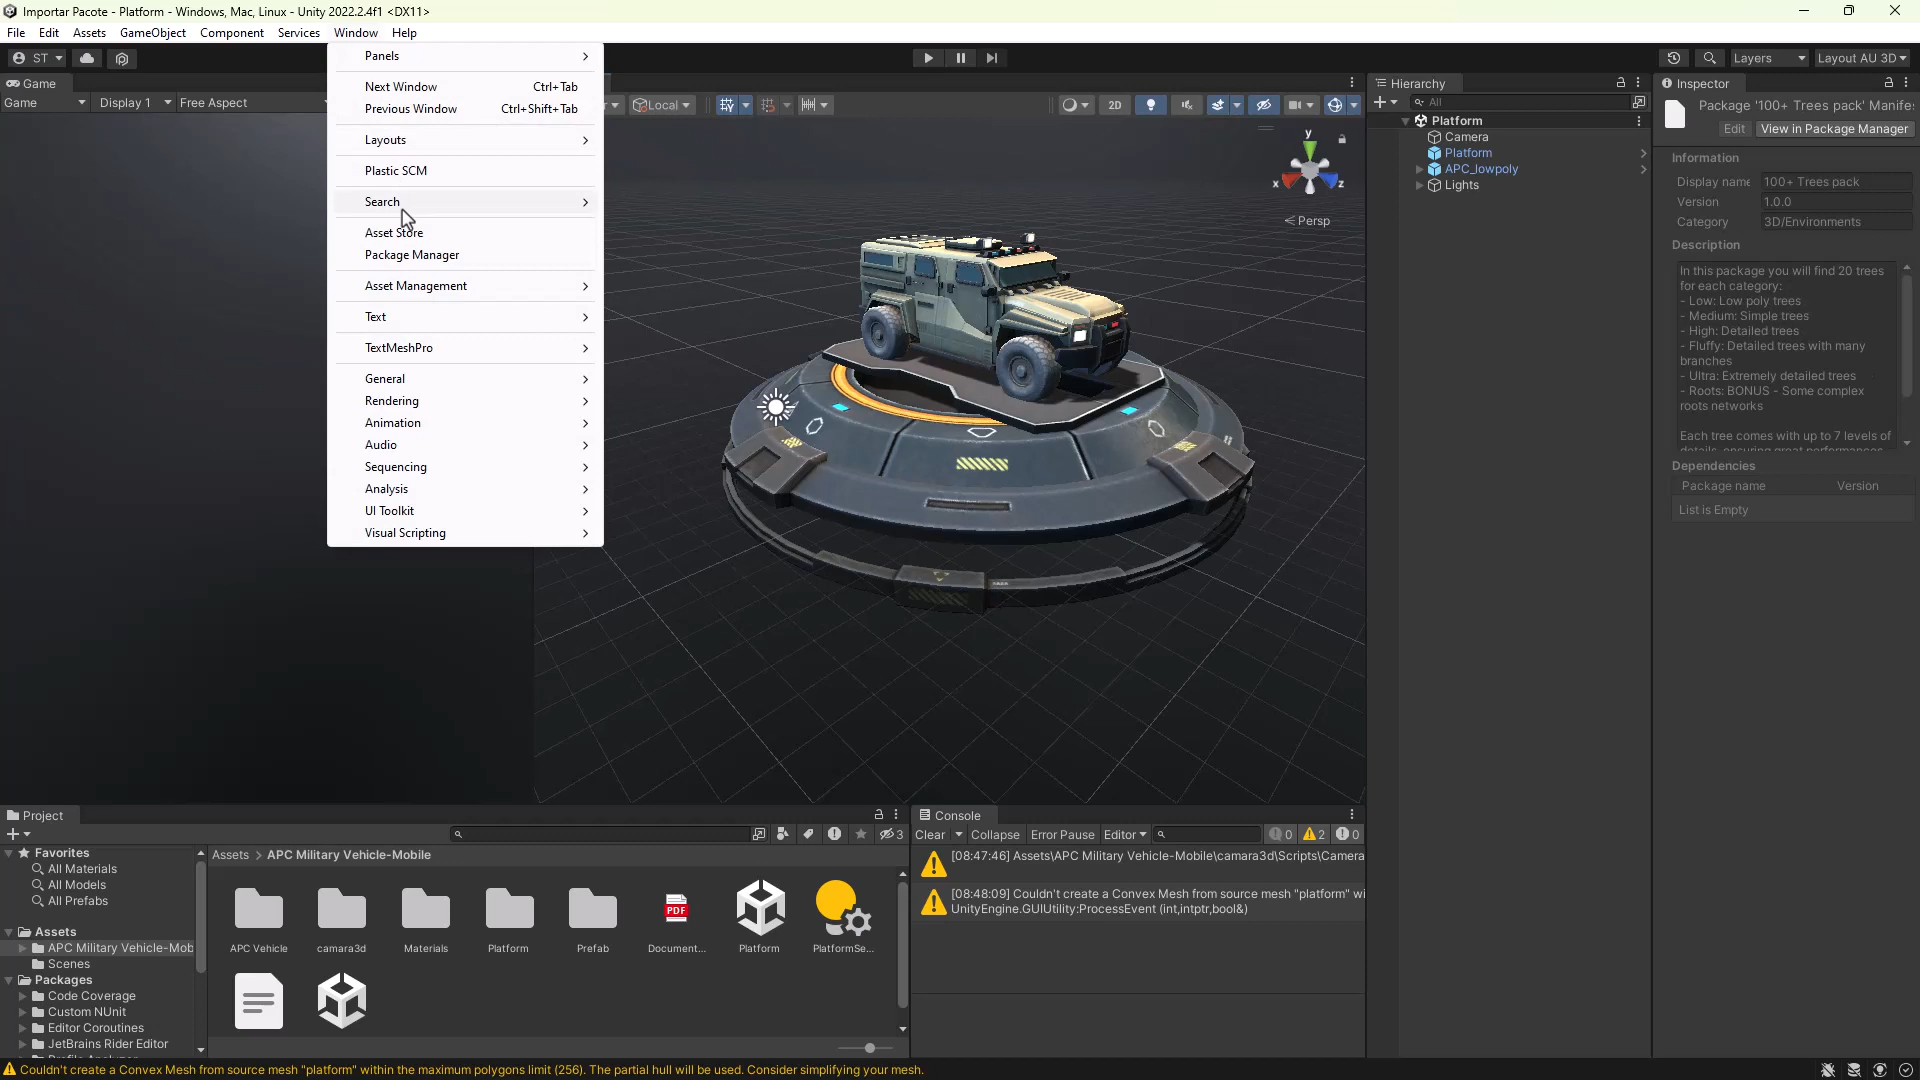 Importar Pacote - Platform - Windows, Mac, Linux - Unity 2022.2.4f1 <DX11>
File Edit Assets GameObject Component Services Window Help
ST
Layers
Layout AU 3D
Game
Game Display 1 Free Aspect
Panels
Next Window Ctrl+Tab
Previous Window Ctrl+Shift+Tab
Layouts
Plastic SCM
Search
Asset Store
Package Manager
Asset Management
Text
TextMeshPro
General
Rendering
Animation
Audio
Sequencing
Analysis
UI Toolkit
Visual Scripting
Local
2D
y
x
z
< Persp
Hierarchy
All
Platform
Camera
Platform
APC_lowpoly
Lights
Inspector
Package '100+ Trees pack' Manifes
Edit View in Package Manager
Information
Display name 100+ Trees pack
Version 1.0.0
Category 3D/Environments
Description
In this package you will find 20 trees
for each category:
- Low: Low poly trees
- Medium: Simple trees
- High: Detailed trees
- Fluffy: Detailed trees with many
branches
- Ultra: Extremely detailed trees
- Roots: BONUS - Some complex
roots networks
Each tree comes with up to 7 levels of
details, ensuring great performances
Dependencies
Package name Version
List is Empty
Project
3
Favorites
All Materials
All Models
All Prefabs
Assets
APC Military Vehicle-Mob
Scenes
Packages
Code Coverage
Custom NUnit
Editor Coroutines
JetBrains Rider Editor
Assets > APC Military Vehicle-Mobile
APC Vehicle
camara3d
Materials
Platform
Prefab
PDF
Document...
Platform
PlatformSe...
Console
Clear Collapse Error Pause Editor 0 2 0
[08:47:46] Assets\APC Military Vehicle-Mobile\camara3d\Scripts\Camera
[08:48:09] Couldn't create a Convex Mesh from source mesh "platform" wi
UnityEngine.GUIUtility:ProcessEvent (int,intptr,bool&)
Couldn't create a Convex Mesh from source mesh "platform" within the maximum polygons limit (256). The partial hull will be used. Consider simplifying your mesh.